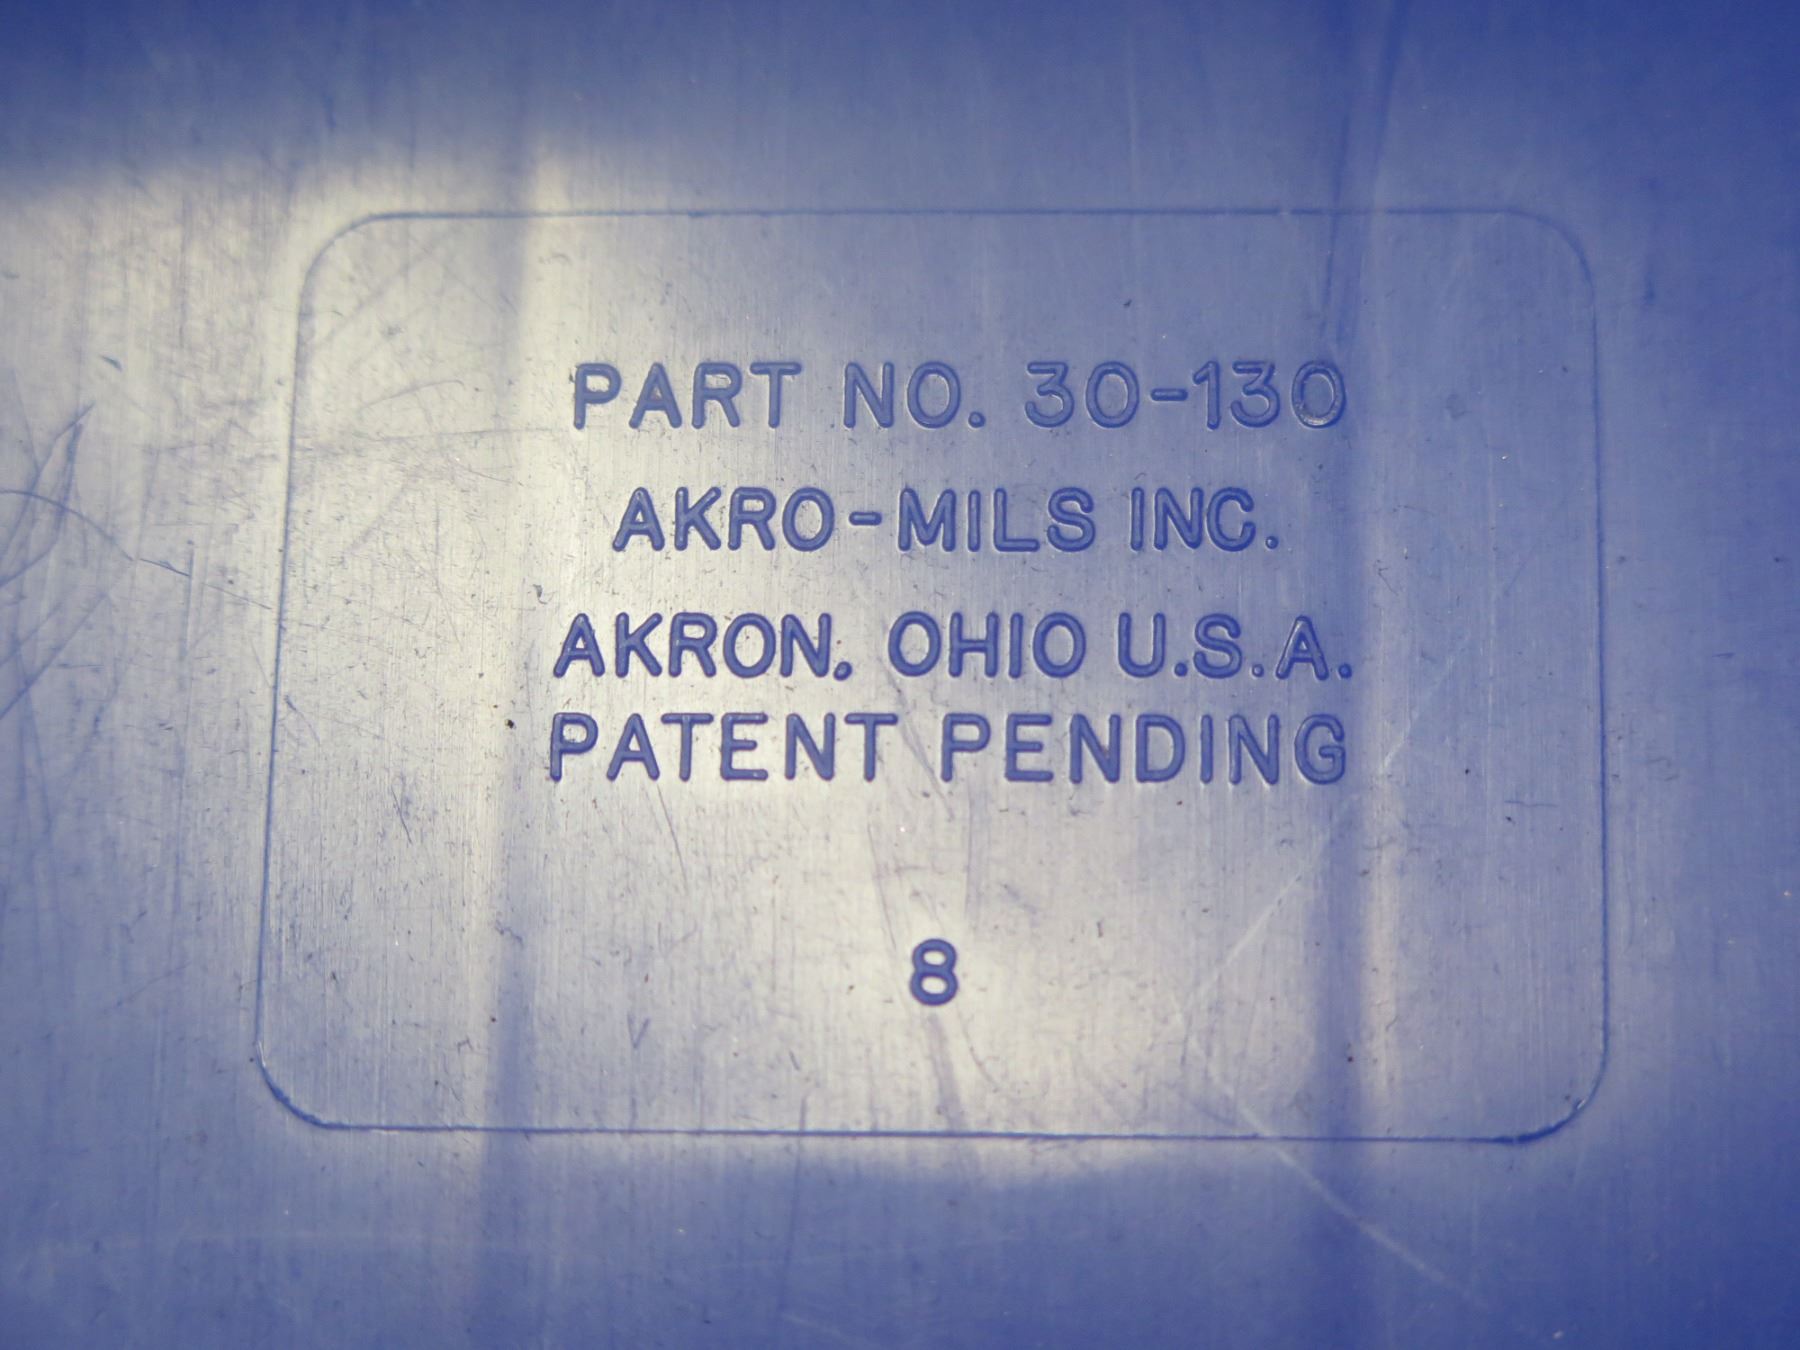 PART NO. 30-130
AKRO-MILS INC.
AKRON, OHIO U.S.A.
PATENT PENDING
8